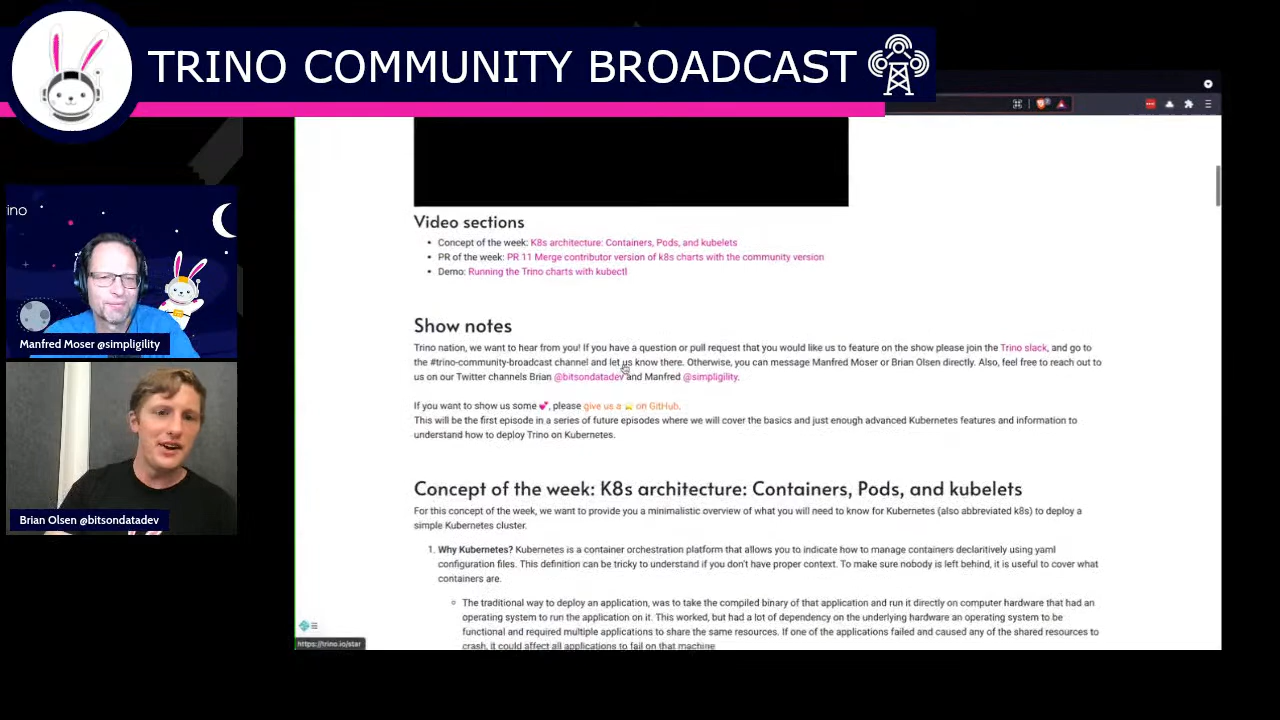 TRINO COMMUNITY BROADCAST
ino
Manfred Moser @simpligility
Brian Olsen @bitsondatadev
Video sections
• Concept of the week: K8s architecture: Containers, Pods, and kubelets
• PR of the week: PR 11 Merge contributor version of k8s charts with the community version
• Demo: Running the Trino charts with kubectl
Show notes
Trino nation, we want to hear from you! If you have a question or pull request that you would like us to feature on the show please join the Trino slack, and go to
the #trino-community-broadcast channel and let us know there. Otherwise, you can message Manfred Moser or Brian Olsen directly. Also, feel free to reach out to
us on our Twitter channels Brian @bitsondatadev and Manfred @simpligility.
If you want to show us some 💕, please give us a ⭐ on GitHub.
This will be the first episode in a series of future episodes where we will cover the basics and just enough advanced Kubernetes features and information to
understand how to deploy Trino on Kubernetes.
Concept of the week: K8s architecture: Containers, Pods, and kubelets
For this concept of the week, we want to provide you a minimalistic overview of what you will need to know for Kubernetes (also abbreviated k8s) to deploy a
simple Kubernetes cluster.
1. Why Kubernetes? Kubernetes is a container orchestration platform that allows you to indicate how to manage containers declaritively using yaml
configuration files. This definition can be tricky to understand if you don't have proper context. To make sure nobody is left behind, it is useful to cover what
containers are.
The traditional way to deploy an application, was to take the compiled binary of that application and run it directly on computer hardware that had an
operating system to run the application on it. This worked, but had a lot of dependency on the underlying hardware an operating system to be
functional and required multiple applications to share the same resources. If one of the applications failed and caused any of the shared resources to
crash, it could affect all applications to fail on that machine
https://trino.io/star